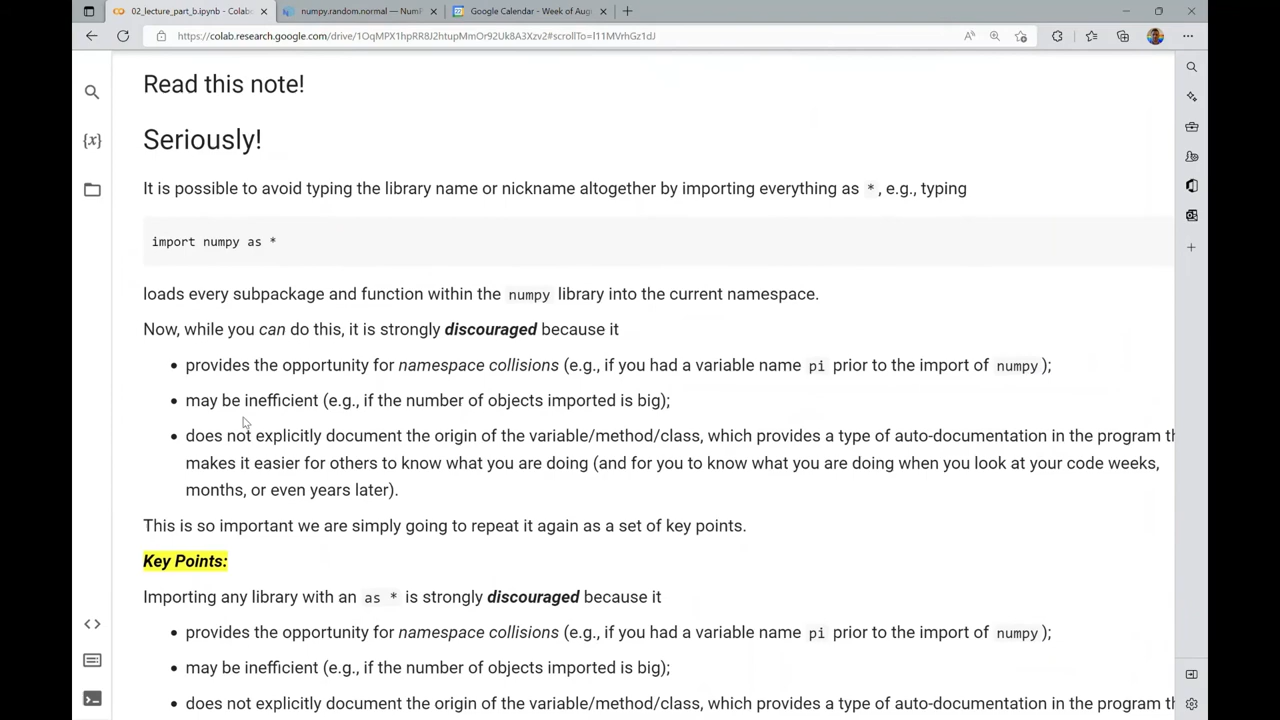 02_lecture_part_b.ipynb - Colab
numpy.random.normal — NumP
Google Calendar - Week of Aug
https://colab.research.google.com/drive/1OqMPX1hpRR8J2htupMmOr92Uk8A3Xzv2#scrollTo=l11MVrhGz1dJ
Read this note!
Seriously!
It is possible to avoid typing the library name or nickname altogether by importing everything as *, e.g., typing
import numpy as *
loads every subpackage and function within the numpy library into the current namespace.
Now, while you can do this, it is strongly discouraged because it
• provides the opportunity for namespace collisions (e.g., if you had a variable name pi prior to the import of numpy);
• may be inefficient (e.g., if the number of objects imported is big);
• does not explicitly document the origin of the variable/method/class, which provides a type of auto-documentation in the program th
makes it easier for others to know what you are doing (and for you to know what you are doing when you look at your code weeks,
months, or even years later).
This is so important we are simply going to repeat it again as a set of key points.
Key Points:
Importing any library with an as * is strongly discouraged because it
• provides the opportunity for namespace collisions (e.g., if you had a variable name pi prior to the import of numpy);
• may be inefficient (e.g., if the number of objects imported is big);
• does not explicitly document the origin of the variable/method/class, which provides a type of auto-documentation in the program th